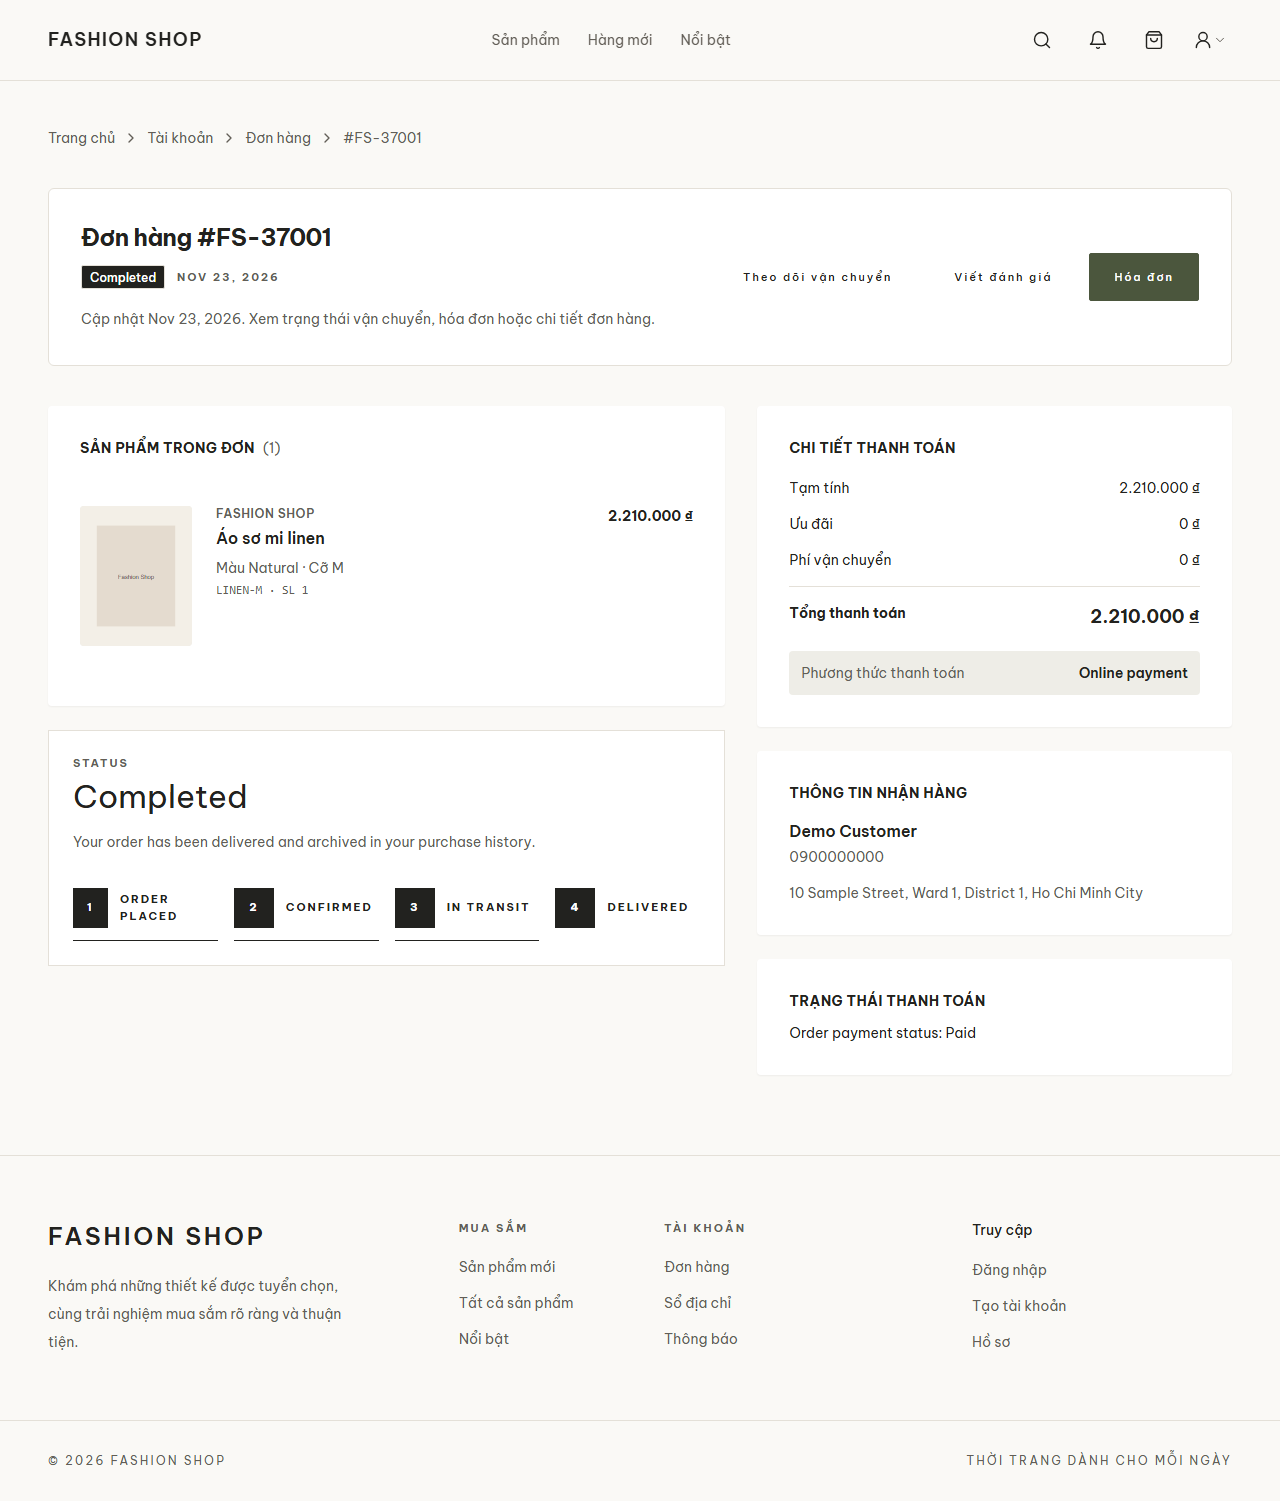 FASHION SHOP
Sản phẩm
Hàng mới
Nổi bật
Trang chủ > Tài khoản > Đơn hàng > #FS-37001
Đơn hàng #FS-37001
Completed NOV 23, 2026
Cập nhật Nov 23, 2026. Xem trạng thái vận chuyển, hóa đơn hoặc chi tiết đơn hàng.
Theo dõi vận chuyển
Viết đánh giá
Hóa đơn
SẢN PHẨM TRONG ĐƠN (1)
Fashion Shop
FASHION SHOP
Áo sơ mi linen
Màu Natural · Cỡ M
LINEN-M · SL 1
2.210.000 ₫
STATUS
Completed
Your order has been delivered and archived in your purchase history.
1 ORDER PLACED
2 CONFIRMED
3 IN TRANSIT
4 DELIVERED
CHI TIẾT THANH TOÁN
Tạm tính 2.210.000 ₫
Ưu đãi 0 ₫
Phí vận chuyển 0 ₫
Tổng thanh toán 2.210.000 ₫
Phương thức thanh toán Online payment
THÔNG TIN NHẬN HÀNG
Demo Customer
0900000000
10 Sample Street, Ward 1, District 1, Ho Chi Minh City
TRẠNG THÁI THANH TOÁN
Order payment status: Paid
FASHION SHOP
Khám phá những thiết kế được tuyển chọn,
cùng trải nghiệm mua sắm rõ ràng và thuận
tiện.
MUA SẮM
Sản phẩm mới
Tất cả sản phẩm
Nổi bật
TÀI KHOẢN
Đơn hàng
Sổ địa chỉ
Thông báo
Truy cập
Đăng nhập
Tạo tài khoản
Hồ sơ
© 2026 FASHION SHOP
THỜI TRANG DÀNH CHO MỖI NGÀY